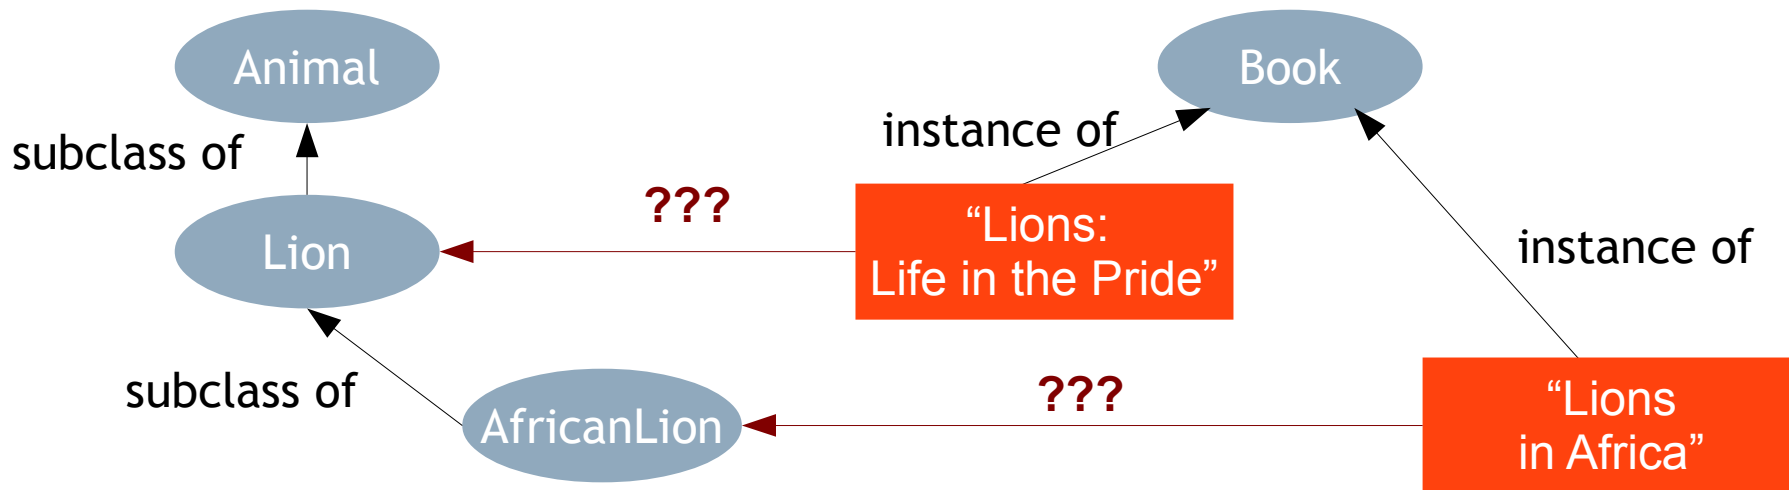 Animal
Book
subclass of
instance of
???
“Lions:
Life in the Pride”
Lion
instance of
subclass of
???
AfricanLion
“Lions
in Africa”